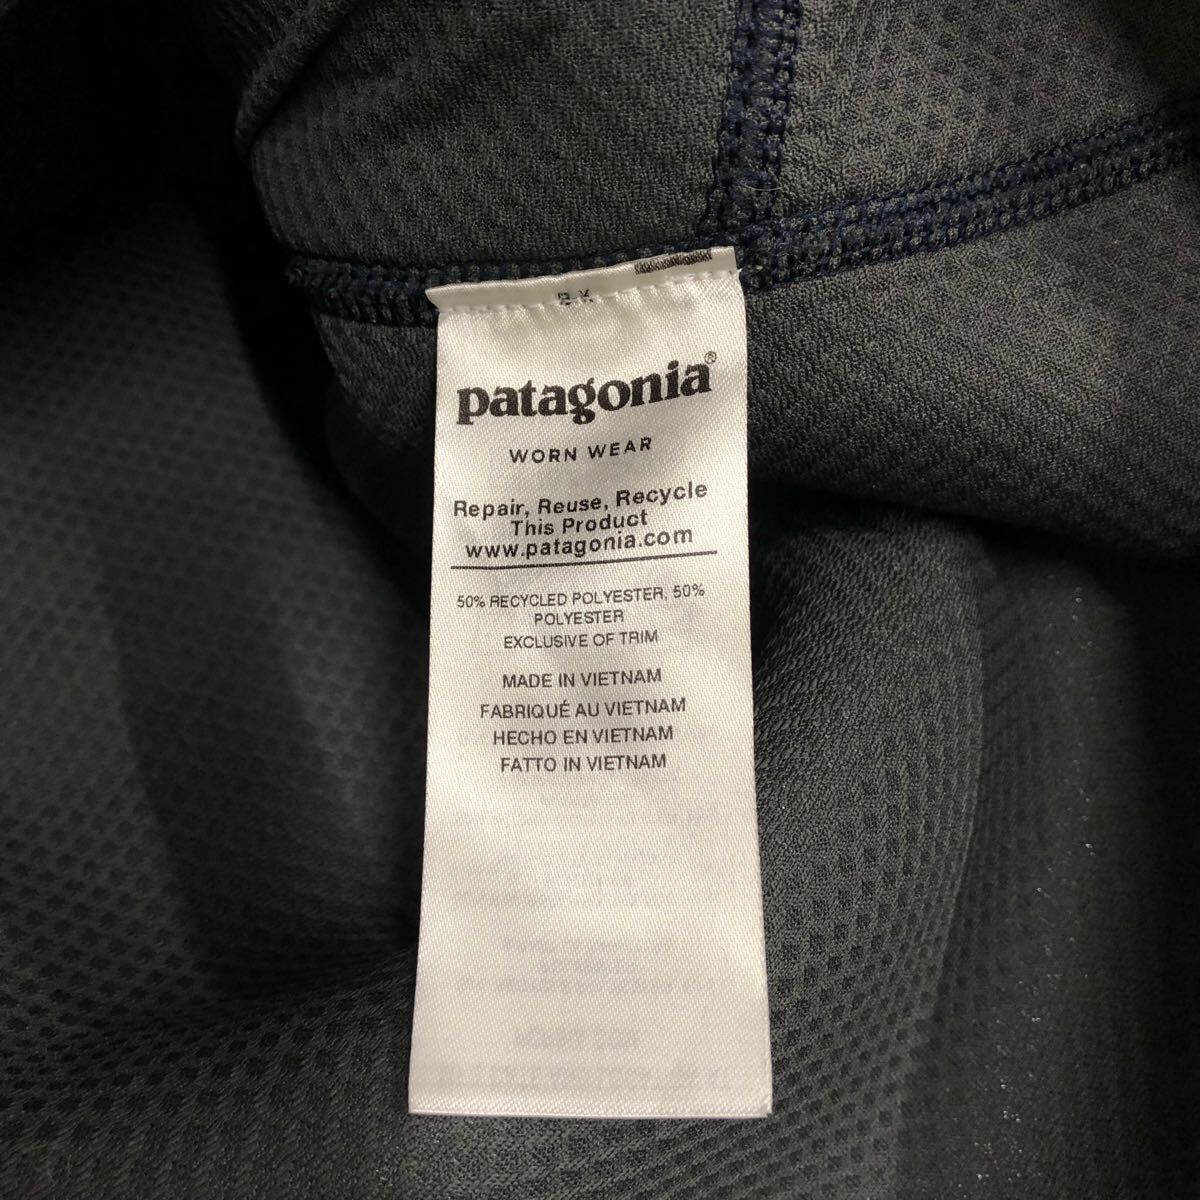 patagonia®
WORN WEAR
Repair, Reuse, Recycle
This Product
www.patagonia.com
50% RECYCLED POLYESTER, 50%
POLYESTER
EXCLUSIVE OF TRIM
MADE IN VIETNAM
FABRIQUÉ AU VIETNAM
HECHO EN VIETNAM
FATTO IN VIETNAM